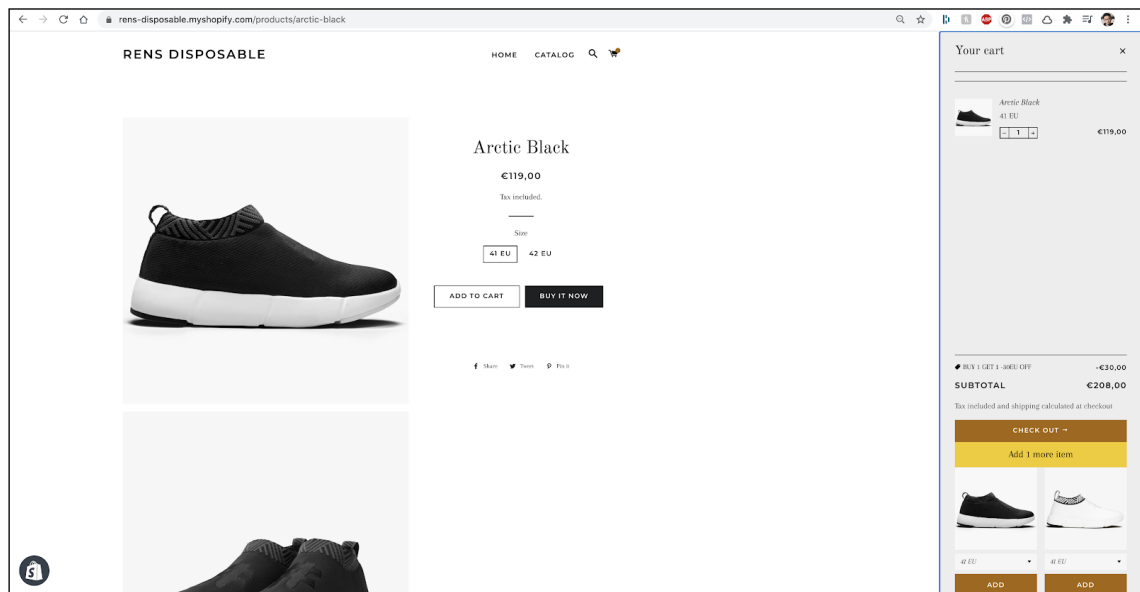 rens-disposable.myshopify.com/products/arctic-black
ABP
RENS DISPOSABLE
HOME
CATALOG
Arctic Black
€119,00
Tax included.
Size
41 EU
42 EU
ADD TO CART
BUY IT NOW
Share
Tweet
Pin it
Your cart
×
Arctic Black
41 EU
− 1 +
€119,00
BUY 1 GET 1 -30EU OFF
-€30,00
SUBTOTAL
€208,00
Tax included and shipping calculated at checkout
CHECK OUT →
Add 1 more item
41 EU
41 EU
ADD
ADD